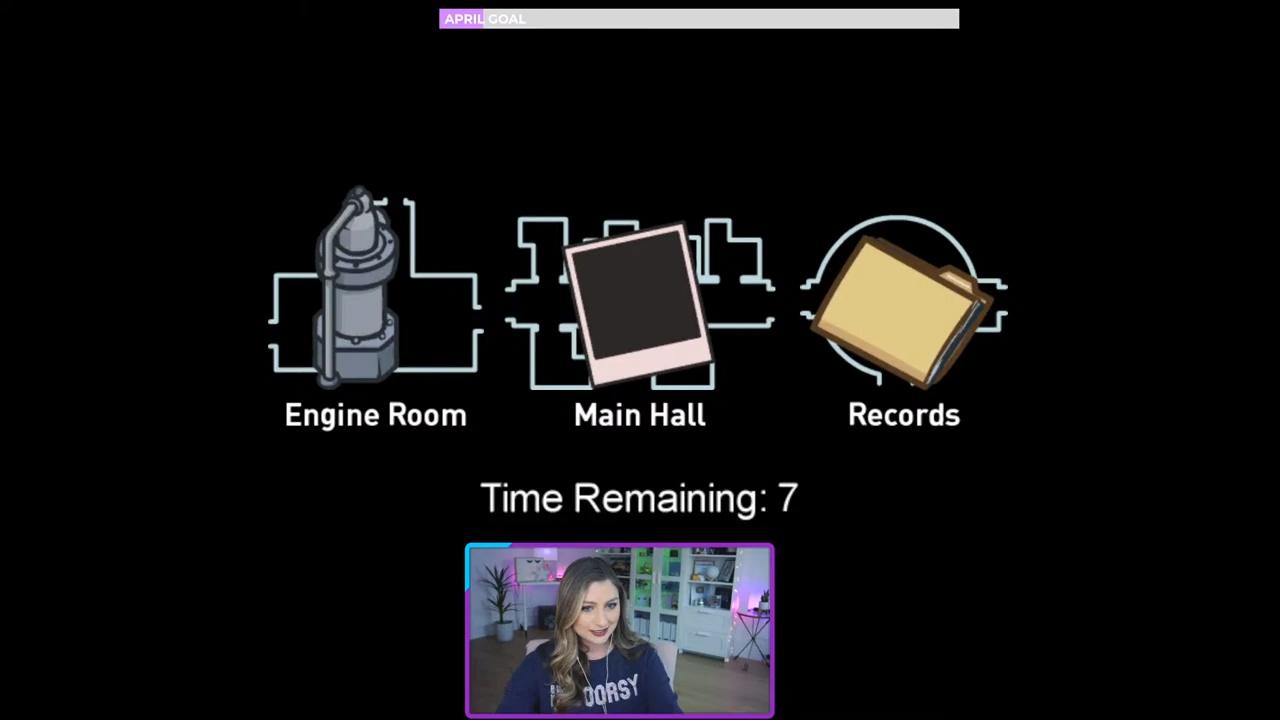 APRIL GOAL
Engine Room
Main Hall
Records
Time Remaining: 7